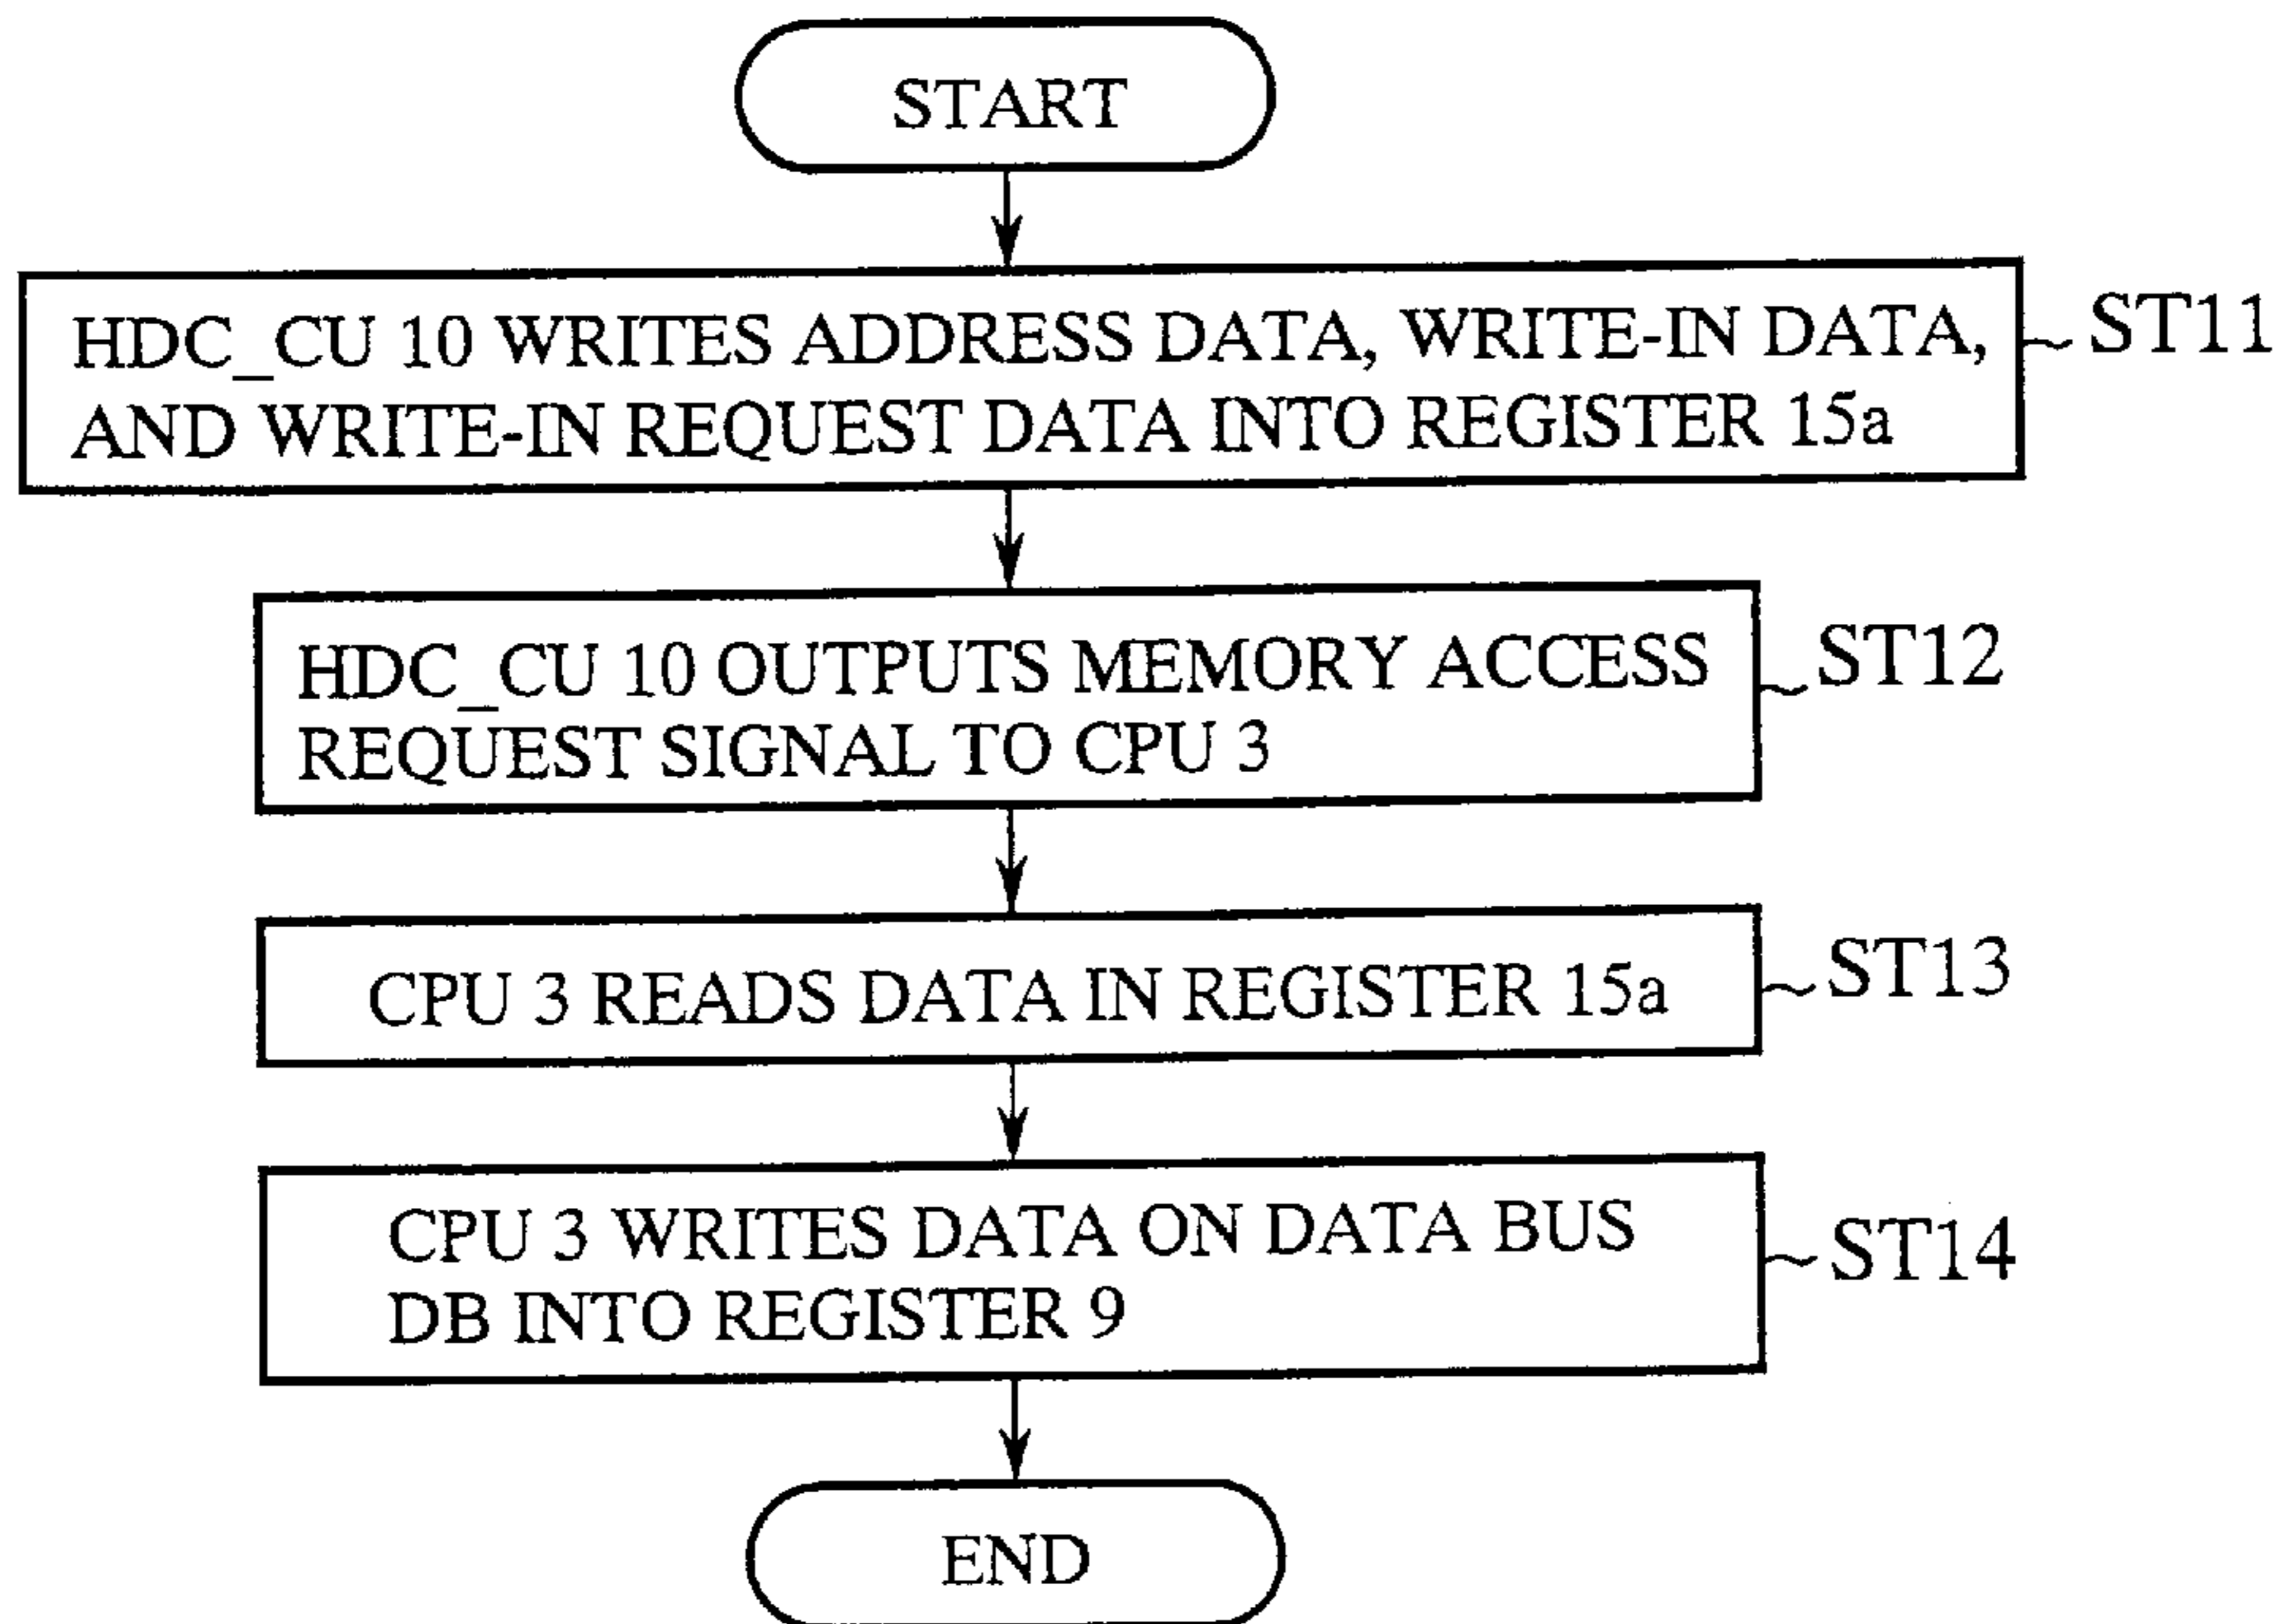 START
HDC_CU 10 WRITES ADDRESS DATA, WRITE-IN DATA,
AND WRITE-IN REQUEST DATA INTO REGISTER 15a
ST11
HDC_CU 10 OUTPUTS MEMORY ACCESS
REQUEST SIGNAL TO CPU 3
ST12
CPU 3 READS DATA IN REGISTER 15a
ST13
CPU 3 WRITES DATA ON DATA BUS
DB INTO REGISTER 9
ST14
END